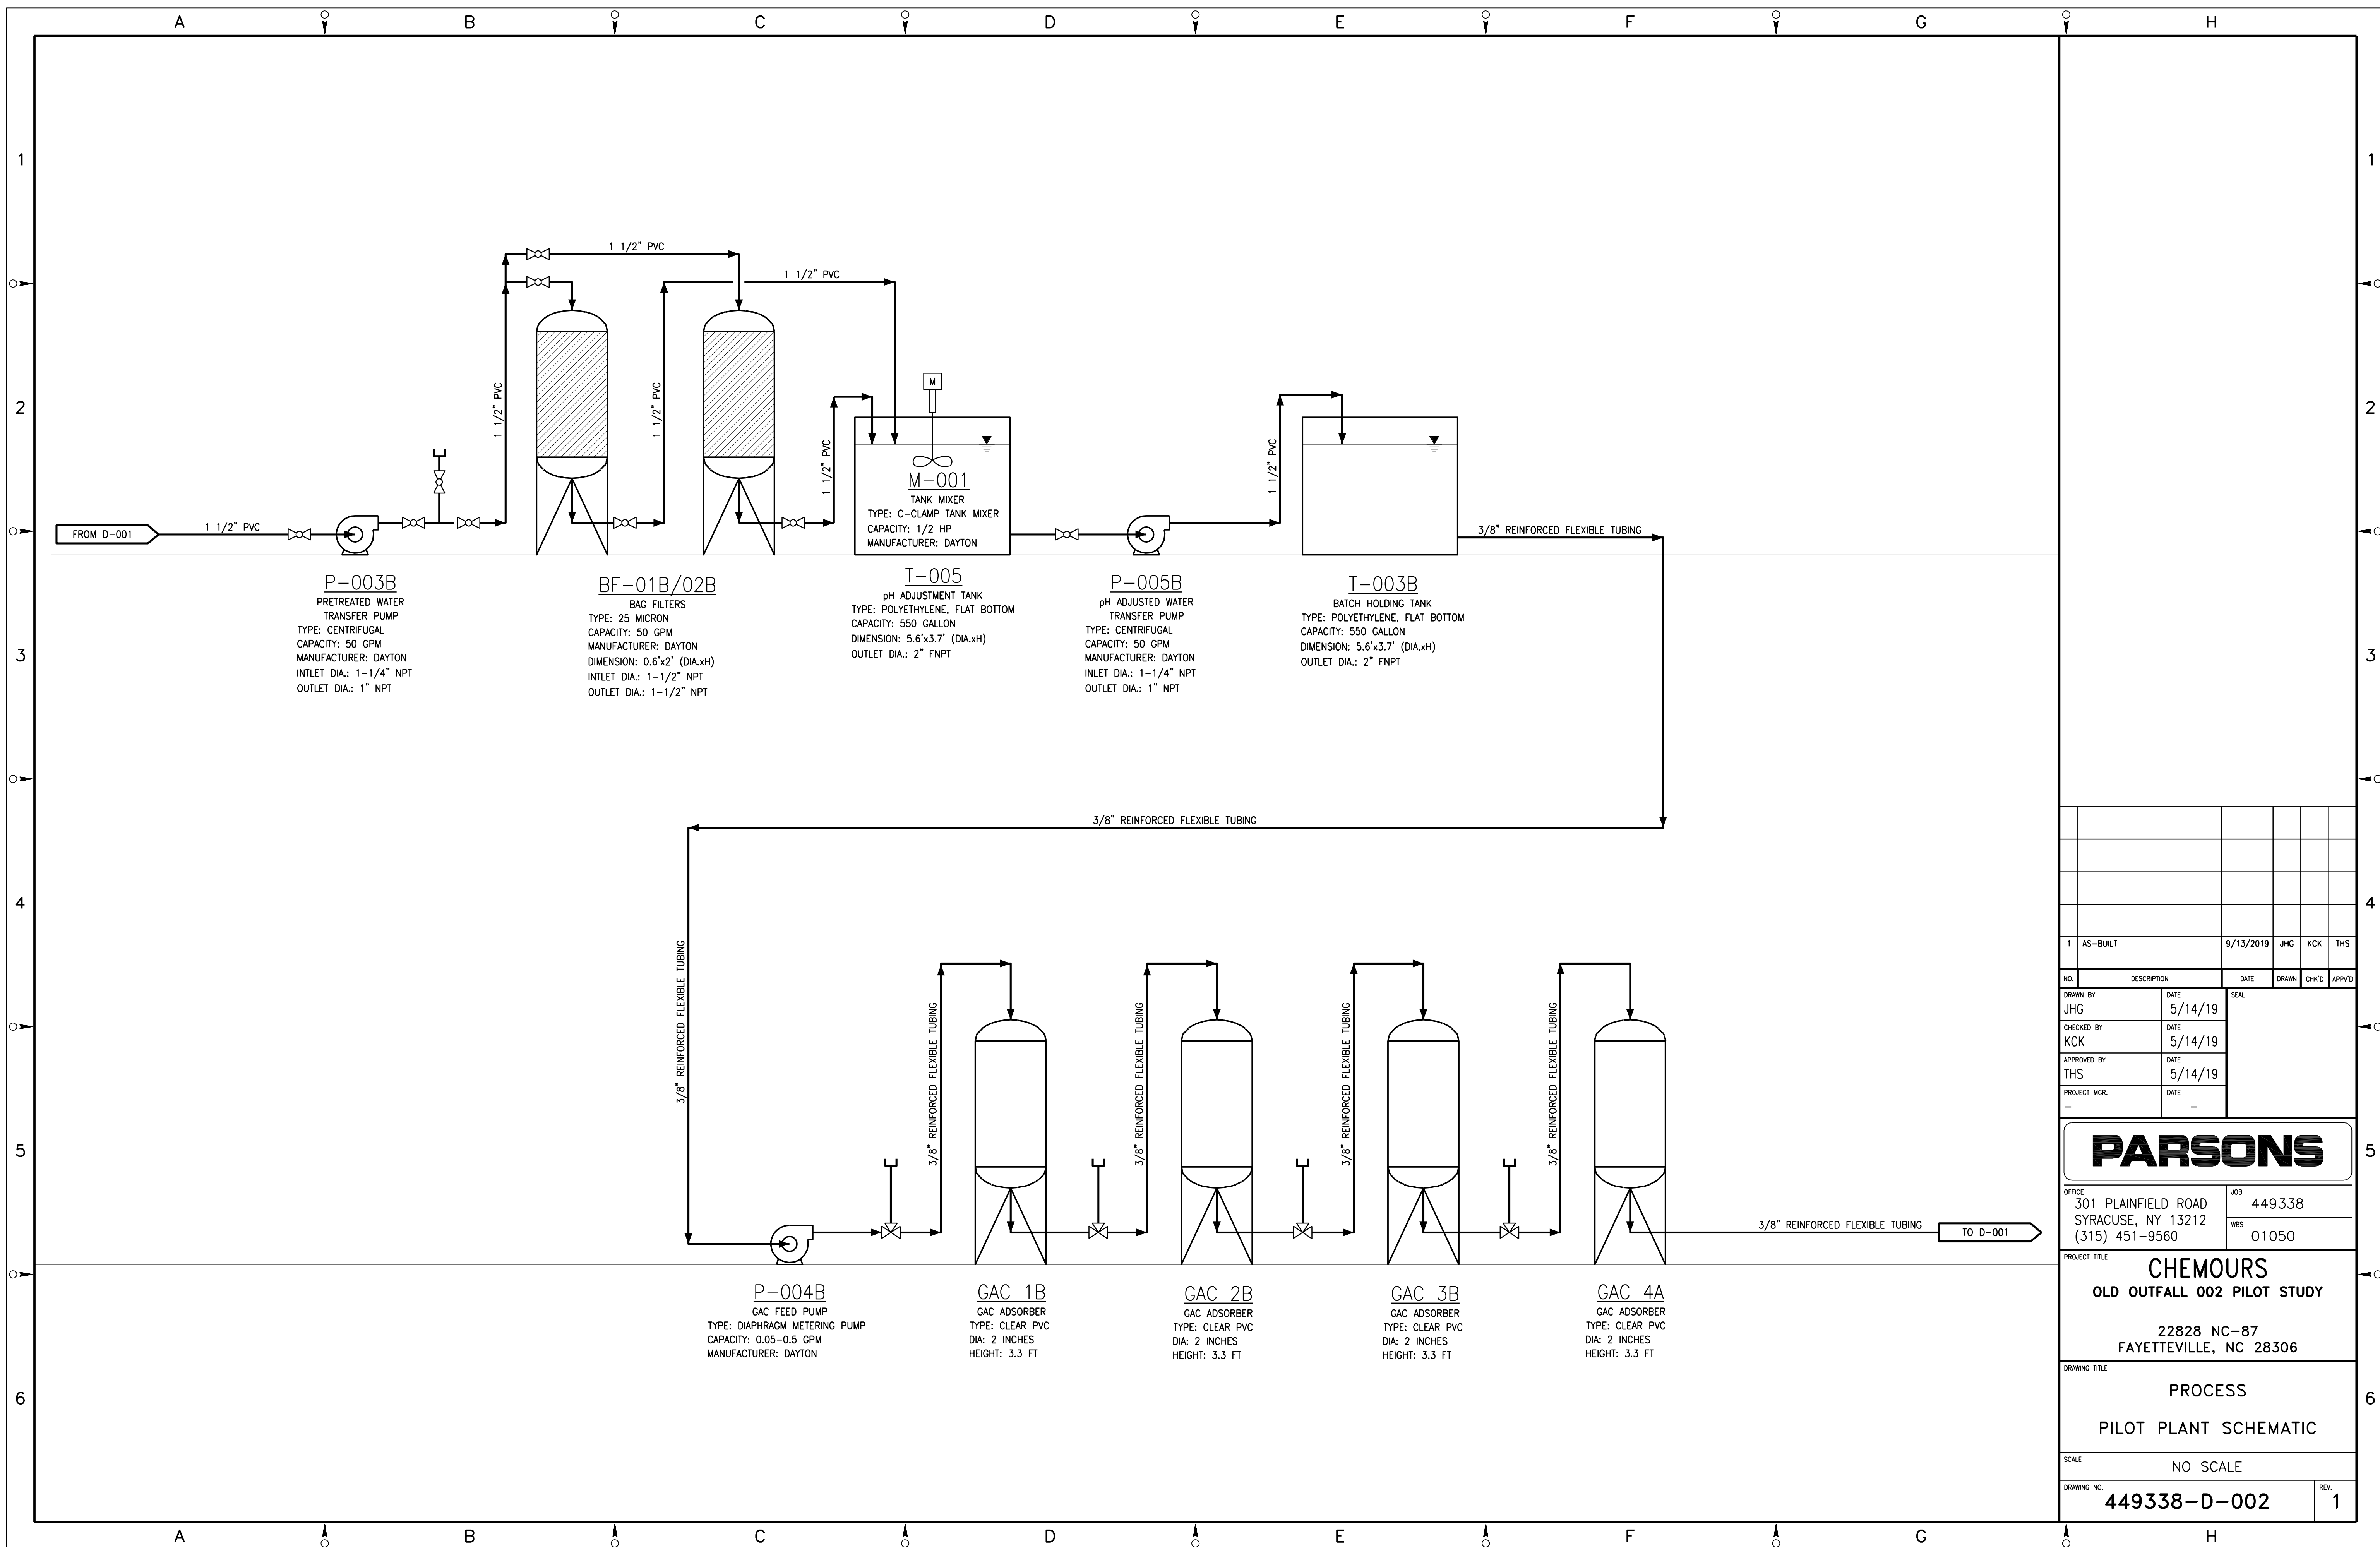 A B C D E F G H
1 1
1 1/2" PVC
1 1/2" PVC
2 2
1 1/2" PVC
1 1/2" PVC
1 1/2" PVC
M
M-001
TANK MIXER
TYPE: C-CLAMP TANK MIXER
CAPACITY: 1/2 HP
MANUFACTURER: DAYTON
1 1/2" PVC
FROM D-001
1 1/2" PVC
3/8" REINFORCED FLEXIBLE TUBING
P-003B
PRETREATED WATER
TRANSFER PUMP
TYPE: CENTRIFUGAL
CAPACITY: 50 GPM
MANUFACTURER: DAYTON
INTLET DIA.: 1-1/4" NPT
OUTLET DIA.: 1" NPT
BF-01B/02B
BAG FILTERS
TYPE: 25 MICRON
CAPACITY: 50 GPM
MANUFACTURER: DAYTON
DIMENSION: 0.6'x2' (DIA.xH)
INTLET DIA.: 1-1/2" NPT
OUTLET DIA.: 1-1/2" NPT
T-005
pH ADJUSTMENT TANK
TYPE: POLYETHYLENE, FLAT BOTTOM
CAPACITY: 550 GALLON
DIMENSION: 5.6'x3.7' (DIA.xH)
OUTLET DIA.: 2" FNPT
P-005B
pH ADJUSTED WATER
TRANSFER PUMP
TYPE: CENTRIFUGAL
CAPACITY: 50 GPM
MANUFACTURER: DAYTON
INLET DIA.: 1-1/4" NPT
OUTLET DIA.: 1" NPT
T-003B
BATCH HOLDING TANK
TYPE: POLYETHYLENE, FLAT BOTTOM
CAPACITY: 550 GALLON
DIMENSION: 5.6'x3.7' (DIA.xH)
OUTLET DIA.: 2" FNPT
3 3
3/8" REINFORCED FLEXIBLE TUBING
4 4
3/8" REINFORCED FLEXIBLE TUBING
3/8" REINFORCED FLEXIBLE TUBING
3/8" REINFORCED FLEXIBLE TUBING
3/8" REINFORCED FLEXIBLE TUBING
3/8" REINFORCED FLEXIBLE TUBING
5 5
3/8" REINFORCED FLEXIBLE TUBING
TO D-001
P-004B
GAC FEED PUMP
TYPE: DIAPHRAGM METERING PUMP
CAPACITY: 0.05-0.5 GPM
MANUFACTURER: DAYTON
GAC 1B
GAC ADSORBER
TYPE: CLEAR PVC
DIA: 2 INCHES
HEIGHT: 3.3 FT
GAC 2B
GAC ADSORBER
TYPE: CLEAR PVC
DIA: 2 INCHES
HEIGHT: 3.3 FT
GAC 3B
GAC ADSORBER
TYPE: CLEAR PVC
DIA: 2 INCHES
HEIGHT: 3.3 FT
GAC 4A
GAC ADSORBER
TYPE: CLEAR PVC
DIA: 2 INCHES
HEIGHT: 3.3 FT
6 6
1 AS-BUILT 9/13/2019 JHG KCK THS
NO. DESCRIPTION DATE DRAWN CHK'D APPV'D
DRAWN BY DATE SEAL
JHG 5/14/19
CHECKED BY DATE
KCK 5/14/19
APPROVED BY DATE
THS 5/14/19
PROJECT MGR. DATE
- -
PARSONS
OFFICE
301 PLAINFIELD ROAD
SYRACUSE, NY 13212
(315) 451-9560
JOB
449338
WBS
01050
PROJECT TITLE
CHEMOURS
OLD OUTFALL 002 PILOT STUDY
22828 NC-87
FAYETTEVILLE, NC 28306
DRAWING TITLE
PROCESS
PILOT PLANT SCHEMATIC
SCALE
NO SCALE
DRAWING NO. REV.
449338-D-002 1
A B C D E F G H